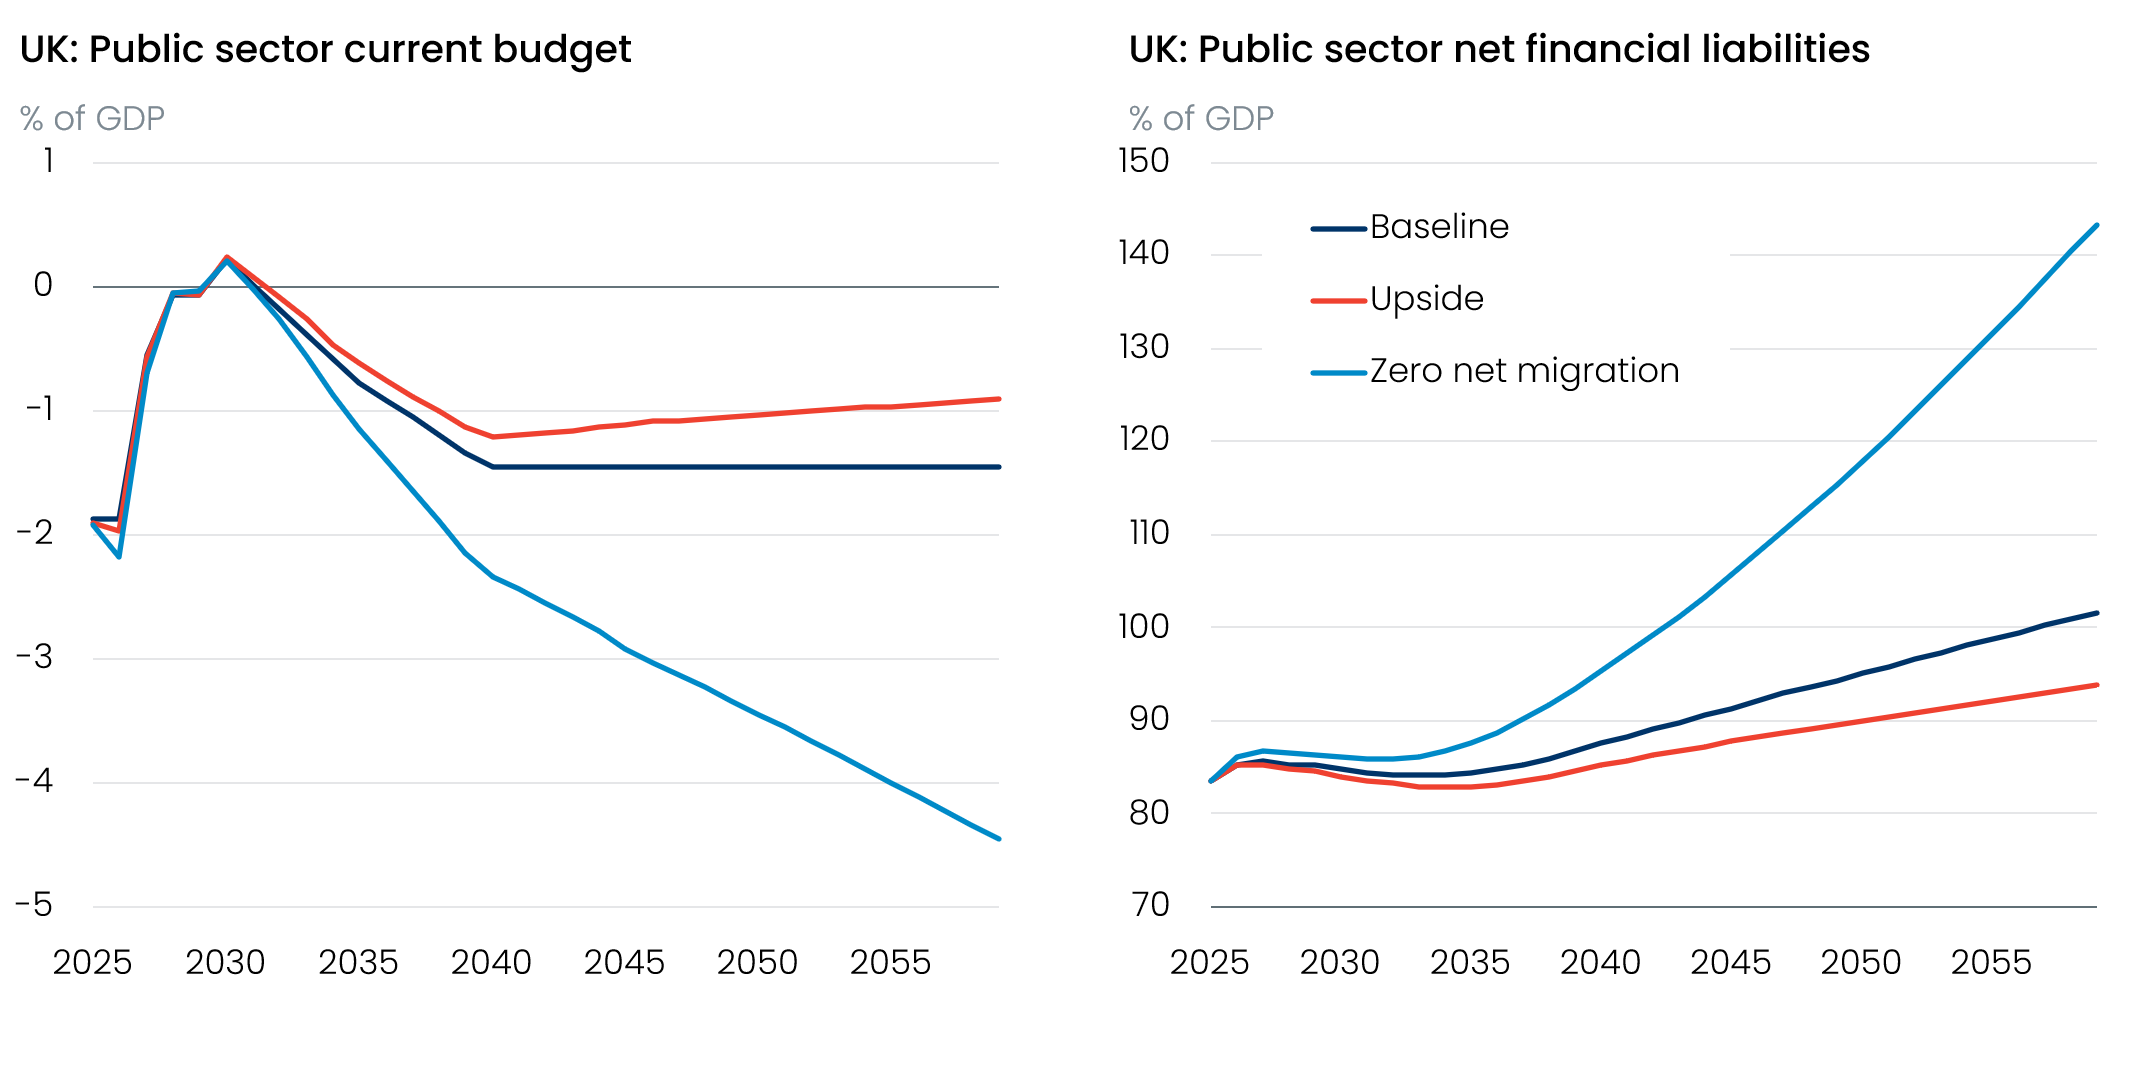 UK: Public sector current budget
% of GDP
1
0
-1
-2
-3
-4
-5
2025 2030 2035 2040 2045 2050 2055
UK: Public sector net financial liabilities
% of GDP
150
140
130
120
110
100
90
80
70
Baseline
Upside
Zero net migration
2025 2030 2035 2040 2045 2050 2055